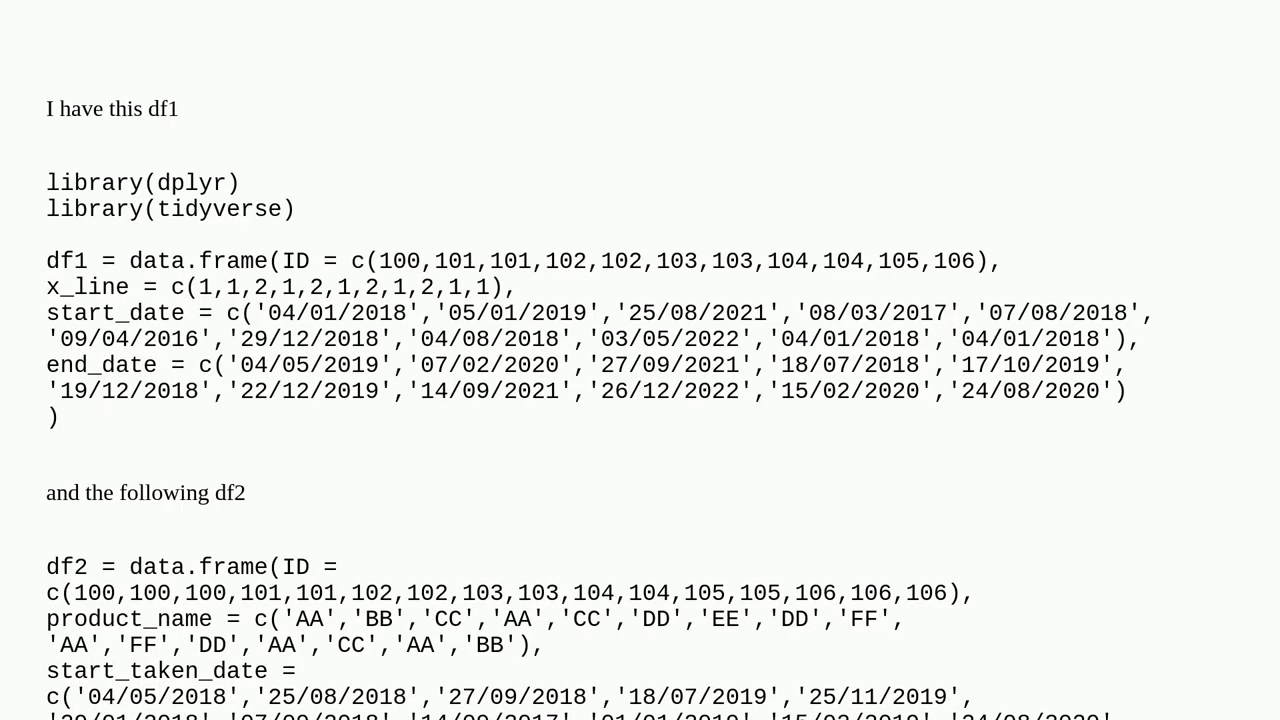 I have this df1
library(dplyr)
library(tidyverse)
df1 = data.frame(ID = c(100,101,101,102,102,103,103,104,104,105,106),
x_line = c(1,1,2,1,2,1,2,1,2,1,1),
start_date = c('04/01/2018','05/01/2019','25/08/2021','08/03/2017','07/08/2018',
'09/04/2016','29/12/2018','04/08/2018','03/05/2022','04/01/2018','04/01/2018'),
end_date = c('04/05/2019','07/02/2020','27/09/2021','18/07/2018','17/10/2019',
'19/12/2018','22/12/2019','14/09/2021','26/12/2022','15/02/2020','24/08/2020')
)
and the following df2
df2 = data.frame(ID =
c(100,100,100,101,101,102,102,103,103,104,104,105,105,106,106,106),
product_name = c('AA','BB','CC','AA','CC','DD','EE','DD','FF',
'AA','FF','DD','AA','CC','AA','BB'),
start_taken_date =
c('04/05/2018','25/08/2018','27/09/2018','18/07/2019','25/11/2019',